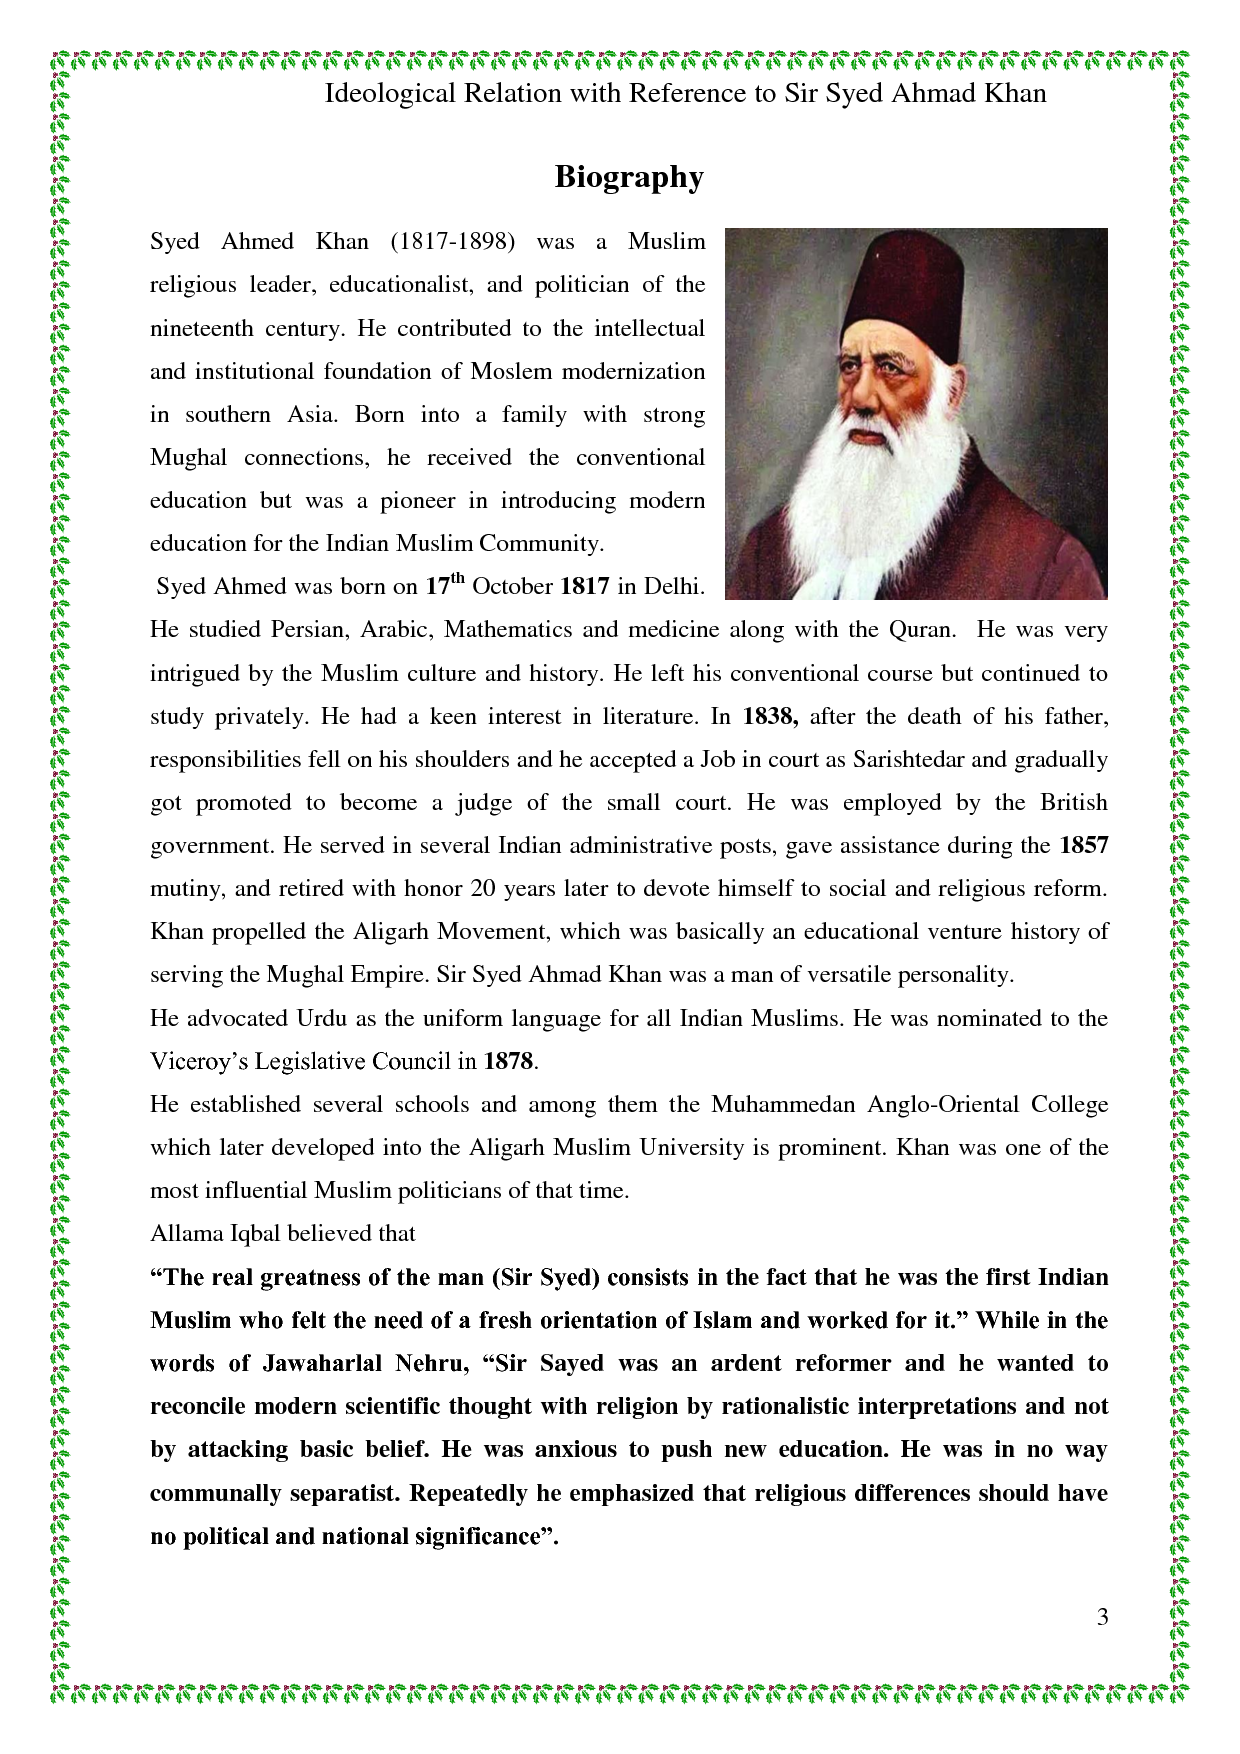 Ideological Relation with Reference to Sir Syed Ahmad Khan
Biography
Syed Ahmed Khan (1817-1898) was a Muslim
religious leader, educationalist, and politician of the
nineteenth century. He contributed to the intellectual
and institutional foundation of Moslem modernization
in southern Asia. Born into a family with strong
Mughal connections, he received the conventional
education but was a pioneer in introducing modern
education for the Indian Muslim Community.
Syed Ahmed was born on 17th October 1817 in Delhi.
He studied Persian, Arabic, Mathematics and medicine along with the Quran. He was very
intrigued by the Muslim culture and history. He left his conventional course but continued to
study privately. He had a keen interest in literature. In 1838, after the death of his father,
responsibilities fell on his shoulders and he accepted a Job in court as Sarishtedar and gradually
got promoted to become a judge of the small court. He was employed by the British
government. He served in several Indian administrative posts, gave assistance during the 1857
mutiny, and retired with honor 20 years later to devote himself to social and religious reform.
Khan propelled the Aligarh Movement, which was basically an educational venture history of
serving the Mughal Empire. Sir Syed Ahmad Khan was a man of versatile personality.
He advocated Urdu as the uniform language for all Indian Muslims. He was nominated to the
Viceroy’s Legislative Council in 1878.
He established several schools and among them the Muhammedan Anglo-Oriental College
which later developed into the Aligarh Muslim University is prominent. Khan was one of the
most influential Muslim politicians of that time.
Allama Iqbal believed that
“The real greatness of the man (Sir Syed) consists in the fact that he was the first Indian
Muslim who felt the need of a fresh orientation of Islam and worked for it.” While in the
words of Jawaharlal Nehru, “Sir Sayed was an ardent reformer and he wanted to
reconcile modern scientific thought with religion by rationalistic interpretations and not
by attacking basic belief. He was anxious to push new education. He was in no way
communally separatist. Repeatedly he emphasized that religious differences should have
no political and national significance”.
3